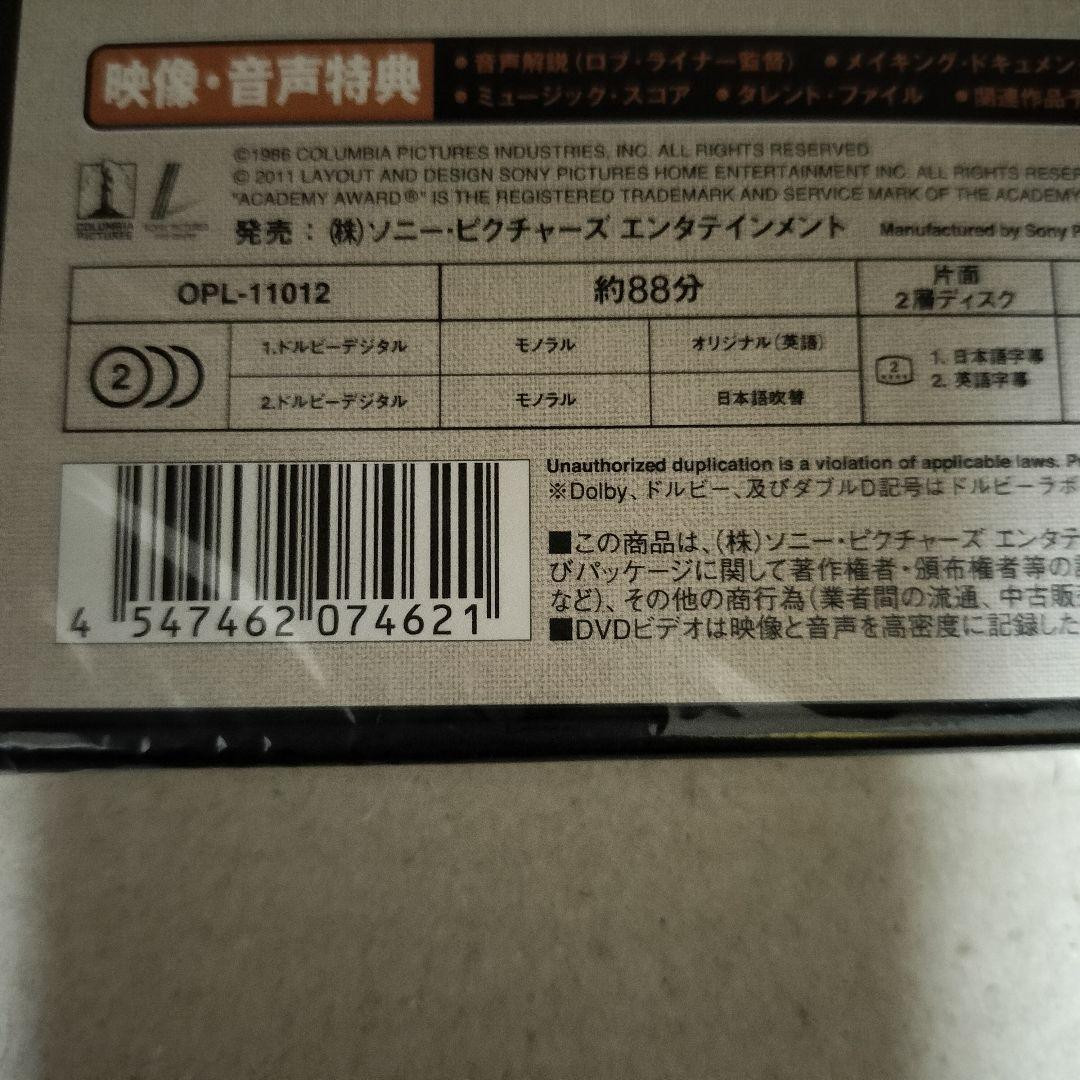 映像・音声特典
•音声解説(ロブ・ライナー監督) •メイキング・ドキュメン
•ミュージック・スコア •タレント・ファイル •関連作品予
©1986 COLUMBIA PICTURES INDUSTRIES, INC. ALL RIGHTS RESERVED
© 2011 LAYOUT AND DESIGN SONY PICTURES HOME ENTERTAINMENT INC. ALL RIGHTS RESER
"ACADEMY AWARD®" IS THE REGISTERED TRADEMARK AND SERVICE MARK OF THE ACADEMY
COLUMBIA
PICTURES
発売:(株)ソニー・ピクチャーズ エンタテインメント Manufactured by Sony P
OPL-11012 約88分 片面
2層ディスク
2 1.ドルビーデジタル モノラル オリジナル(英語) 2 1. 日本語字幕
2. 英語字幕
2.ドルビーデジタル モノラル 日本語吹替
Unauthorized duplication is a violation of applicable laws. P
※Dolby、ドルビー、及びダブルD記号はドルビーラボ
■この商品は、(株)ソニー・ピクチャーズ エンタテ
びパッケージに関して著作権者・頒布権者等の
など)、その他の商行為(業者間の流通、中古販
■DVDビデオは映像と音声を高密度に記録した
4 547462 074621